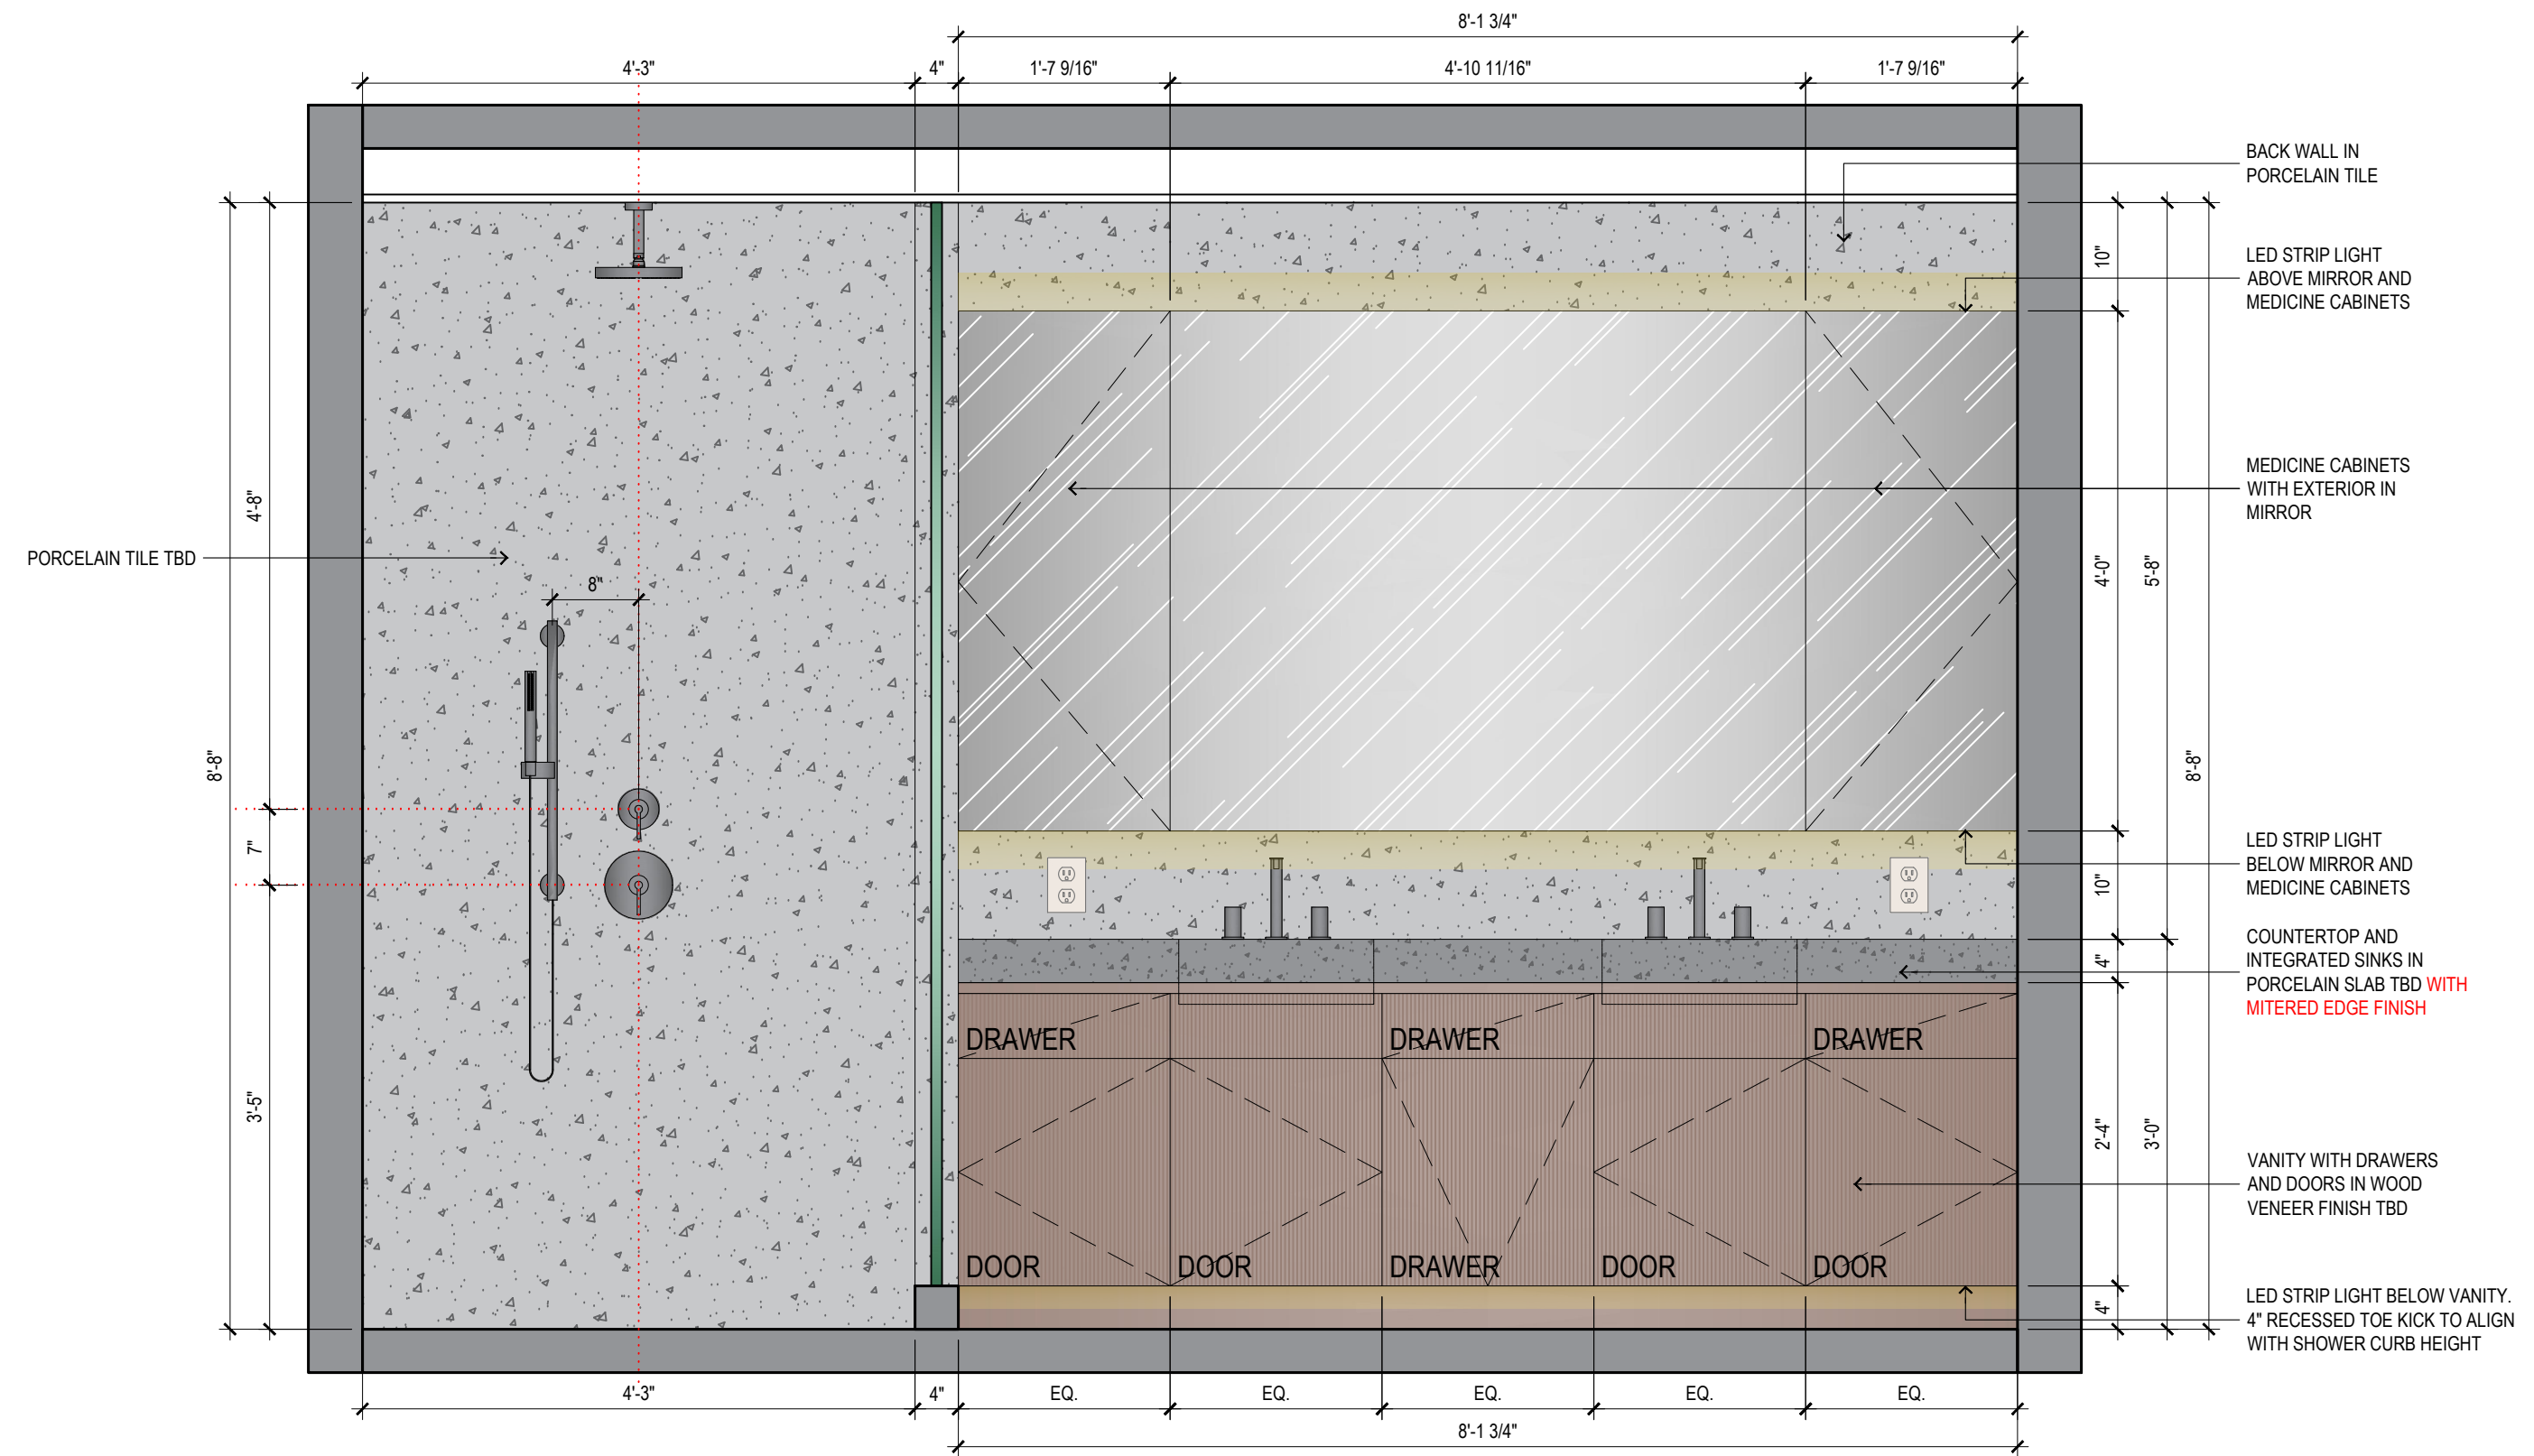 8'-1 3/4"
4'-3"
4"
1'-7 9/16"
4'-10 11/16"
1'-7 9/16"
BACK WALL IN
PORCELAIN TILE
10"
LED STRIP LIGHT
ABOVE MIRROR AND
MEDICINE CABINETS
MEDICINE CABINETS
WITH EXTERIOR IN
MIRROR
4'-8"
PORCELAIN TILE TBD
8"
4'-0"
5'-8"
8'-8"
8'-8"
7"
LED STRIP LIGHT
BELOW MIRROR AND
MEDICINE CABINETS
10"
COUNTERTOP AND
INTEGRATED SINKS IN
PORCELAIN SLAB TBD WITH
MITERED EDGE FINISH
4"
DRAWER
DRAWER
DRAWER
3'-5"
2'-4"
3'-0"
VANITY WITH DRAWERS
AND DOORS IN WOOD
VENEER FINISH TBD
DOOR
DOOR
DRAWER
DOOR
DOOR
4"
LED STRIP LIGHT BELOW VANITY.
4" RECESSED TOE KICK TO ALIGN
WITH SHOWER CURB HEIGHT
4'-3"
4"
EQ.
EQ.
EQ.
EQ.
EQ.
8'-1 3/4"